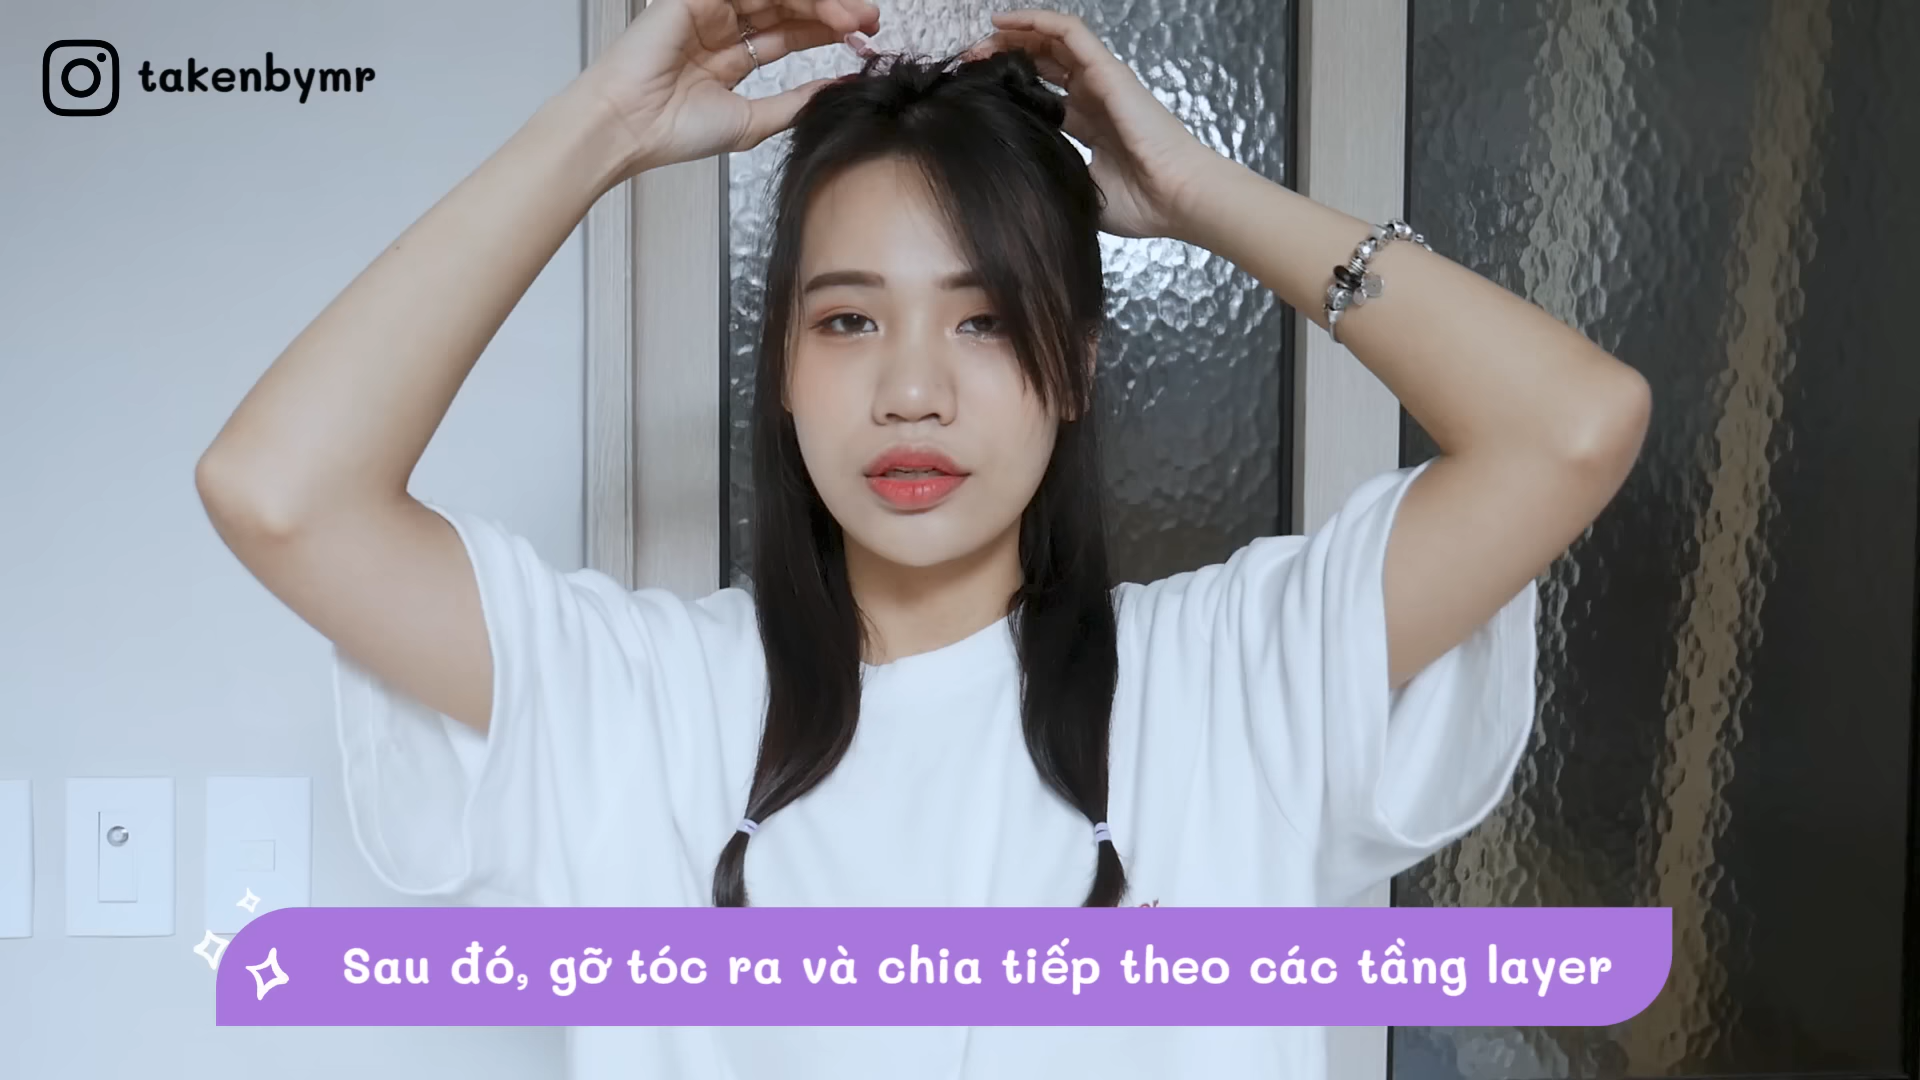 takenbymr
Sau đó, gỡ tóc ra và chia tiếp theo các tầng layer